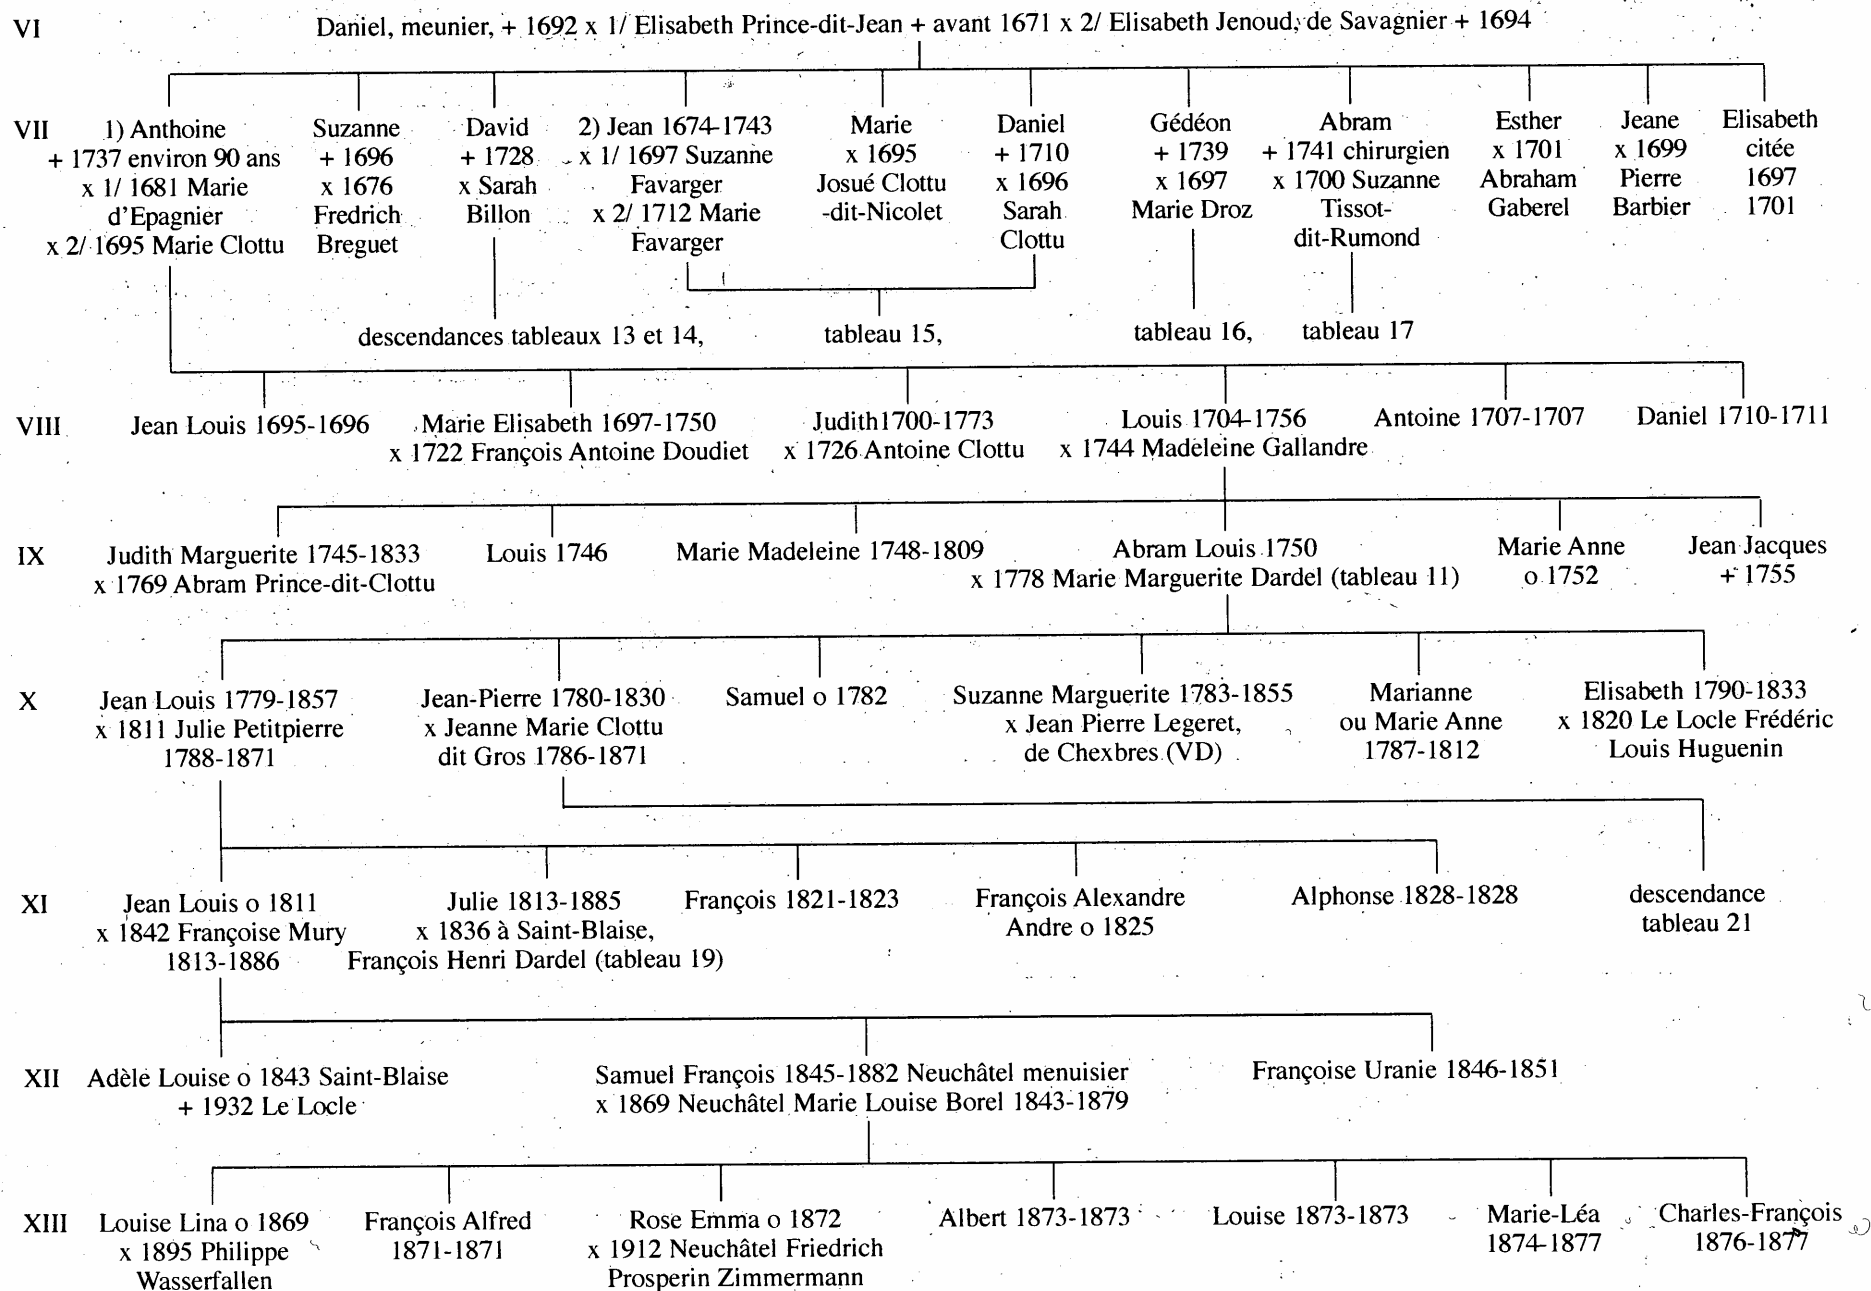 VI
Daniel, meunier, + 1692 x 1/ Elisabeth Prince-dit-Jean + avant 1671 x 2/ Elisabeth Jenoud, de Savagnier + 1694
VII
1) Anthoine
+ 1737 environ 90 ans
x 1/ 1681 Marie
d'Epagnier
x 2/ 1695 Marie Clottu
Suzanne
+ 1696
x 1676
Fredrich
Breguet
David
+ 1728
x Sarah
Billon
2) Jean 1674-1743
x 1/ 1697 Suzanne
Favarger
x 2/ 1712 Marie
Favarger
Marie
x 1695
Josué Clottu
-dit-Nicolet
Daniel
+ 1710
x 1696
Sarah
Clottu
Gédéon
+ 1739
x 1697
Marie Droz
Abram
+ 1741 chirurgien
x 1700 Suzanne
Tissot-
dit-Rumond
Esther
x 1701
Abraham
Gaberel
Jeane
x 1699
Pierre
Barbier
Elisabeth
citée
1697
1701
descendances tableaux 13 et 14,
tableau 15,
tableau 16,
tableau 17
VIII
Jean Louis 1695-1696
Marie Elisabeth 1697-1750
x 1722 François Antoine Doudiet
Judith 1700-1773
x 1726 Antoine Clottu
Louis 1704-1756
x 1744 Madeleine Gallandre
Antoine 1707-1707
Daniel 1710-1711
IX
Judith Marguerite 1745-1833
x 1769 Abram Prince-dit-Clottu
Louis 1746
Marie Madeleine 1748-1809
Abram Louis 1750
x 1778 Marie Marguerite Dardel (tableau 11)
Marie Anne
o 1752
Jean Jacques
+ 1755
X
Jean Louis 1779-1857
x 1811 Julie Petitpierre
1788-1871
Jean-Pierre 1780-1830
x Jeanne Marie Clottu
dit Gros 1786-1871
Samuel o 1782
Suzanne Marguerite 1783-1855
x Jean Pierre Legeret,
de Chexbres (VD)
Marianne
ou Marie Anne
1787-1812
Elisabeth 1790-1833
x 1820 Le Locle Frédéric
Louis Huguenin
XI
Jean Louis o 1811
x 1842 Françoise Mury
1813-1886
Julie 1813-1885
x 1836 à Saint-Blaise,
François Henri Dardel (tableau 19)
François 1821-1823
François Alexandre
Andre o 1825
Alphonse 1828-1828
descendance
tableau 21
XII
Adèle Louise o 1843 Saint-Blaise
+ 1932 Le Locle
Samuel François 1845-1882 Neuchâtel menuisier
x 1869 Neuchâtel Marie Louise Borel 1843-1879
Françoise Uranie 1846-1851
XIII
Louise Lina o 1869
x 1895 Philippe
Wasserfallen
François Alfred
1871-1871
Rose Emma o 1872
x 1912 Neuchâtel Friedrich
Prosperin Zimmermann
Albert 1873-1873
Louise 1873-1873
Marie-Léa
1874-1877
Charles-François
1876-1877